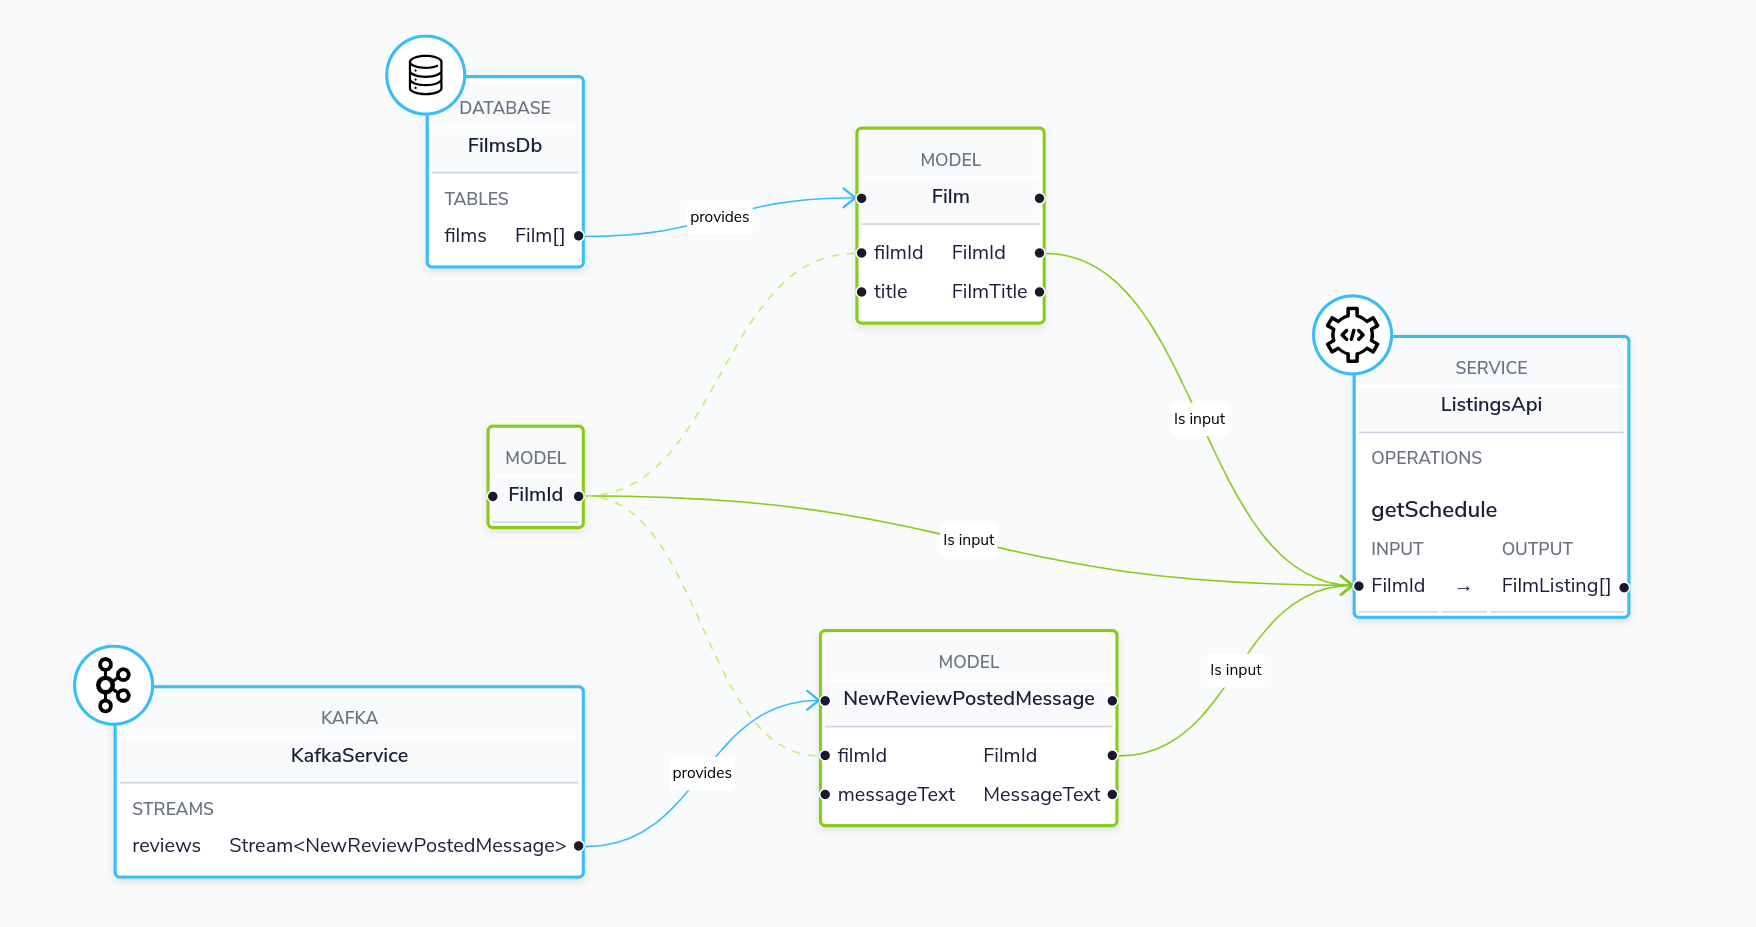 DATABASE
FilmsDb
TABLES
films Film[]
provides
MODEL
Film
filmId FilmId
title FilmTitle
Is input
SERVICE
ListingsApi
OPERATIONS
getSchedule
INPUT OUTPUT
FilmId → FilmListing[]
MODEL
FilmId
Is input
KAFKA
KafkaService
STREAMS
reviews Stream<NewReviewPostedMessage>
provides
MODEL
NewReviewPostedMessage
filmId FilmId
messageText MessageText
Is input